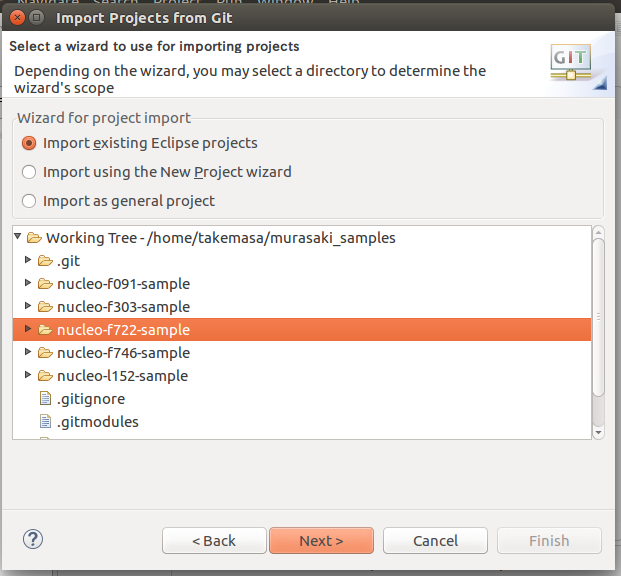 Navigate Search Project Run Window Help
Import Projects from Git
Select a wizard to use for importing projects
Depending on the wizard, you may select a directory to determine the
wizard's scope
GIT
Wizard for project import
Import existing Eclipse projects
Import using the New Project wizard
Import as general project
Working Tree - /home/takemasa/murasaki_samples
.git
nucleo-f091-sample
nucleo-f303-sample
nucleo-f722-sample
nucleo-f746-sample
nucleo-l152-sample
.gitignore
.gitmodules
?
< Back
Next >
Cancel
Finish